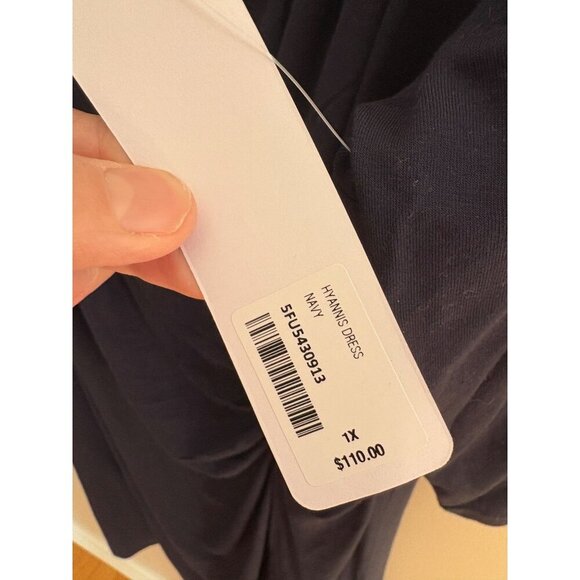 HYANNIS DRESS
NAVY
5FU5430913
1X
$110.00